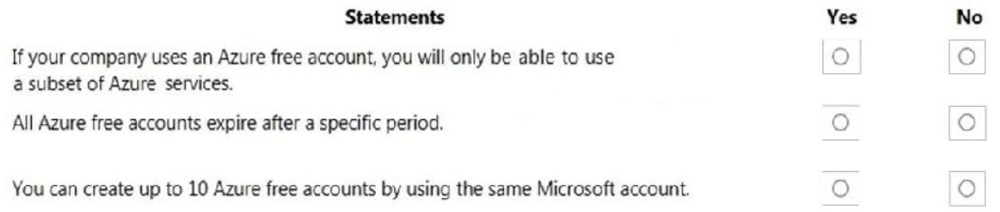 Statements Yes No
If your company uses an Azure free account, you will only be able to use
a subset of Azure services.
All Azure free accounts expire after a specific period.
You can create up to 10 Azure free accounts by using the same Microsoft account.